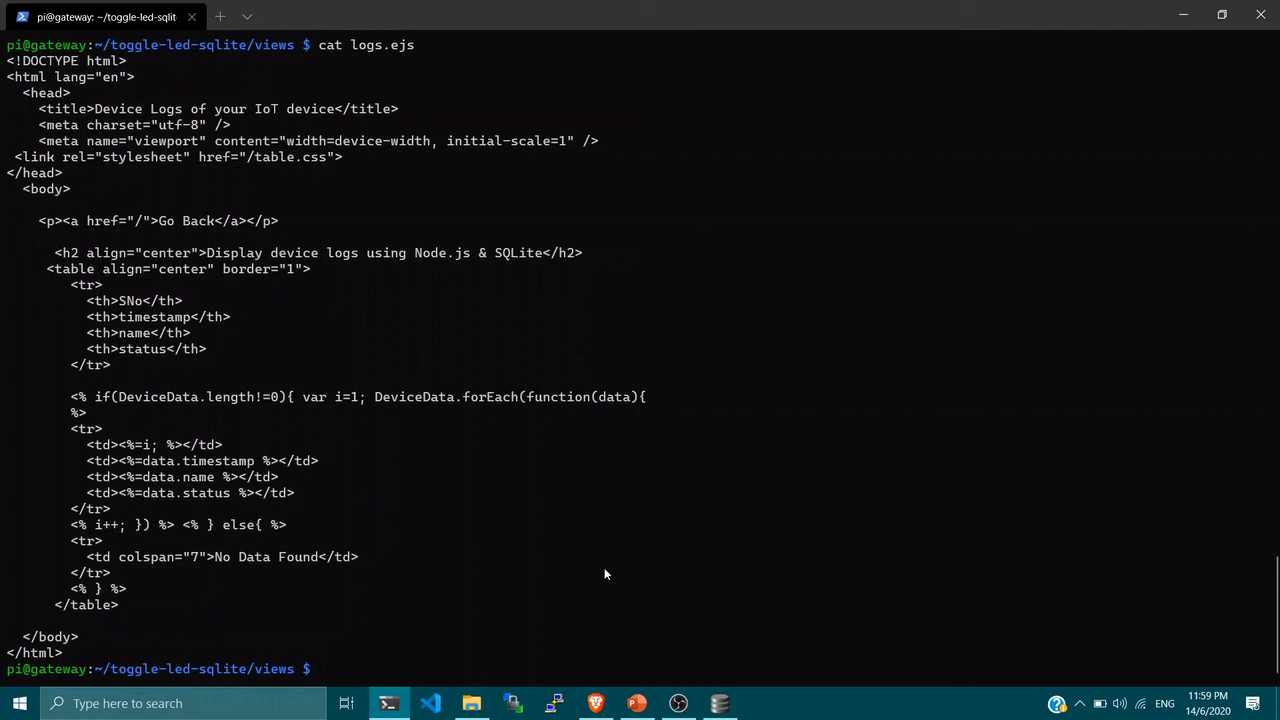 pi@gateway: ~/toggle-led-sqlit
pi@gateway:~/toggle-led-sqlite/views $ cat logs.ejs
<!DOCTYPE html>
<html lang="en">
  <head>
    <title>Device Logs of your IoT device</title>
    <meta charset="utf-8" />
    <meta name="viewport" content="width=device-width, initial-scale=1" />
 <link rel="stylesheet" href="/table.css">
</head>
  <body>
    <p><a href="/">Go Back</a></p>
      <h2 align="center">Display device logs using Node.js & SQLite</h2>
     <table align="center" border="1">
        <tr>
          <th>SNo</th>
          <th>timestamp</th>
          <th>name</th>
          <th>status</th>
        </tr>
        <% if(DeviceData.length!=0){ var i=1; DeviceData.forEach(function(data){
        %>
        <tr>
          <td><%=i; %></td>
          <td><%=data.timestamp %></td>
          <td><%=data.name %></td>
          <td><%=data.status %></td>
        </tr>
        <% i++; }) %> <% } else{ %>
        <tr>
          <td colspan="7">No Data Found</td>
        </tr>
        <% } %>
      </table>
  </body>
</html>
pi@gateway:~/toggle-led-sqlite/views $
Type here to search
ENG
11:59 PM
14/6/2020